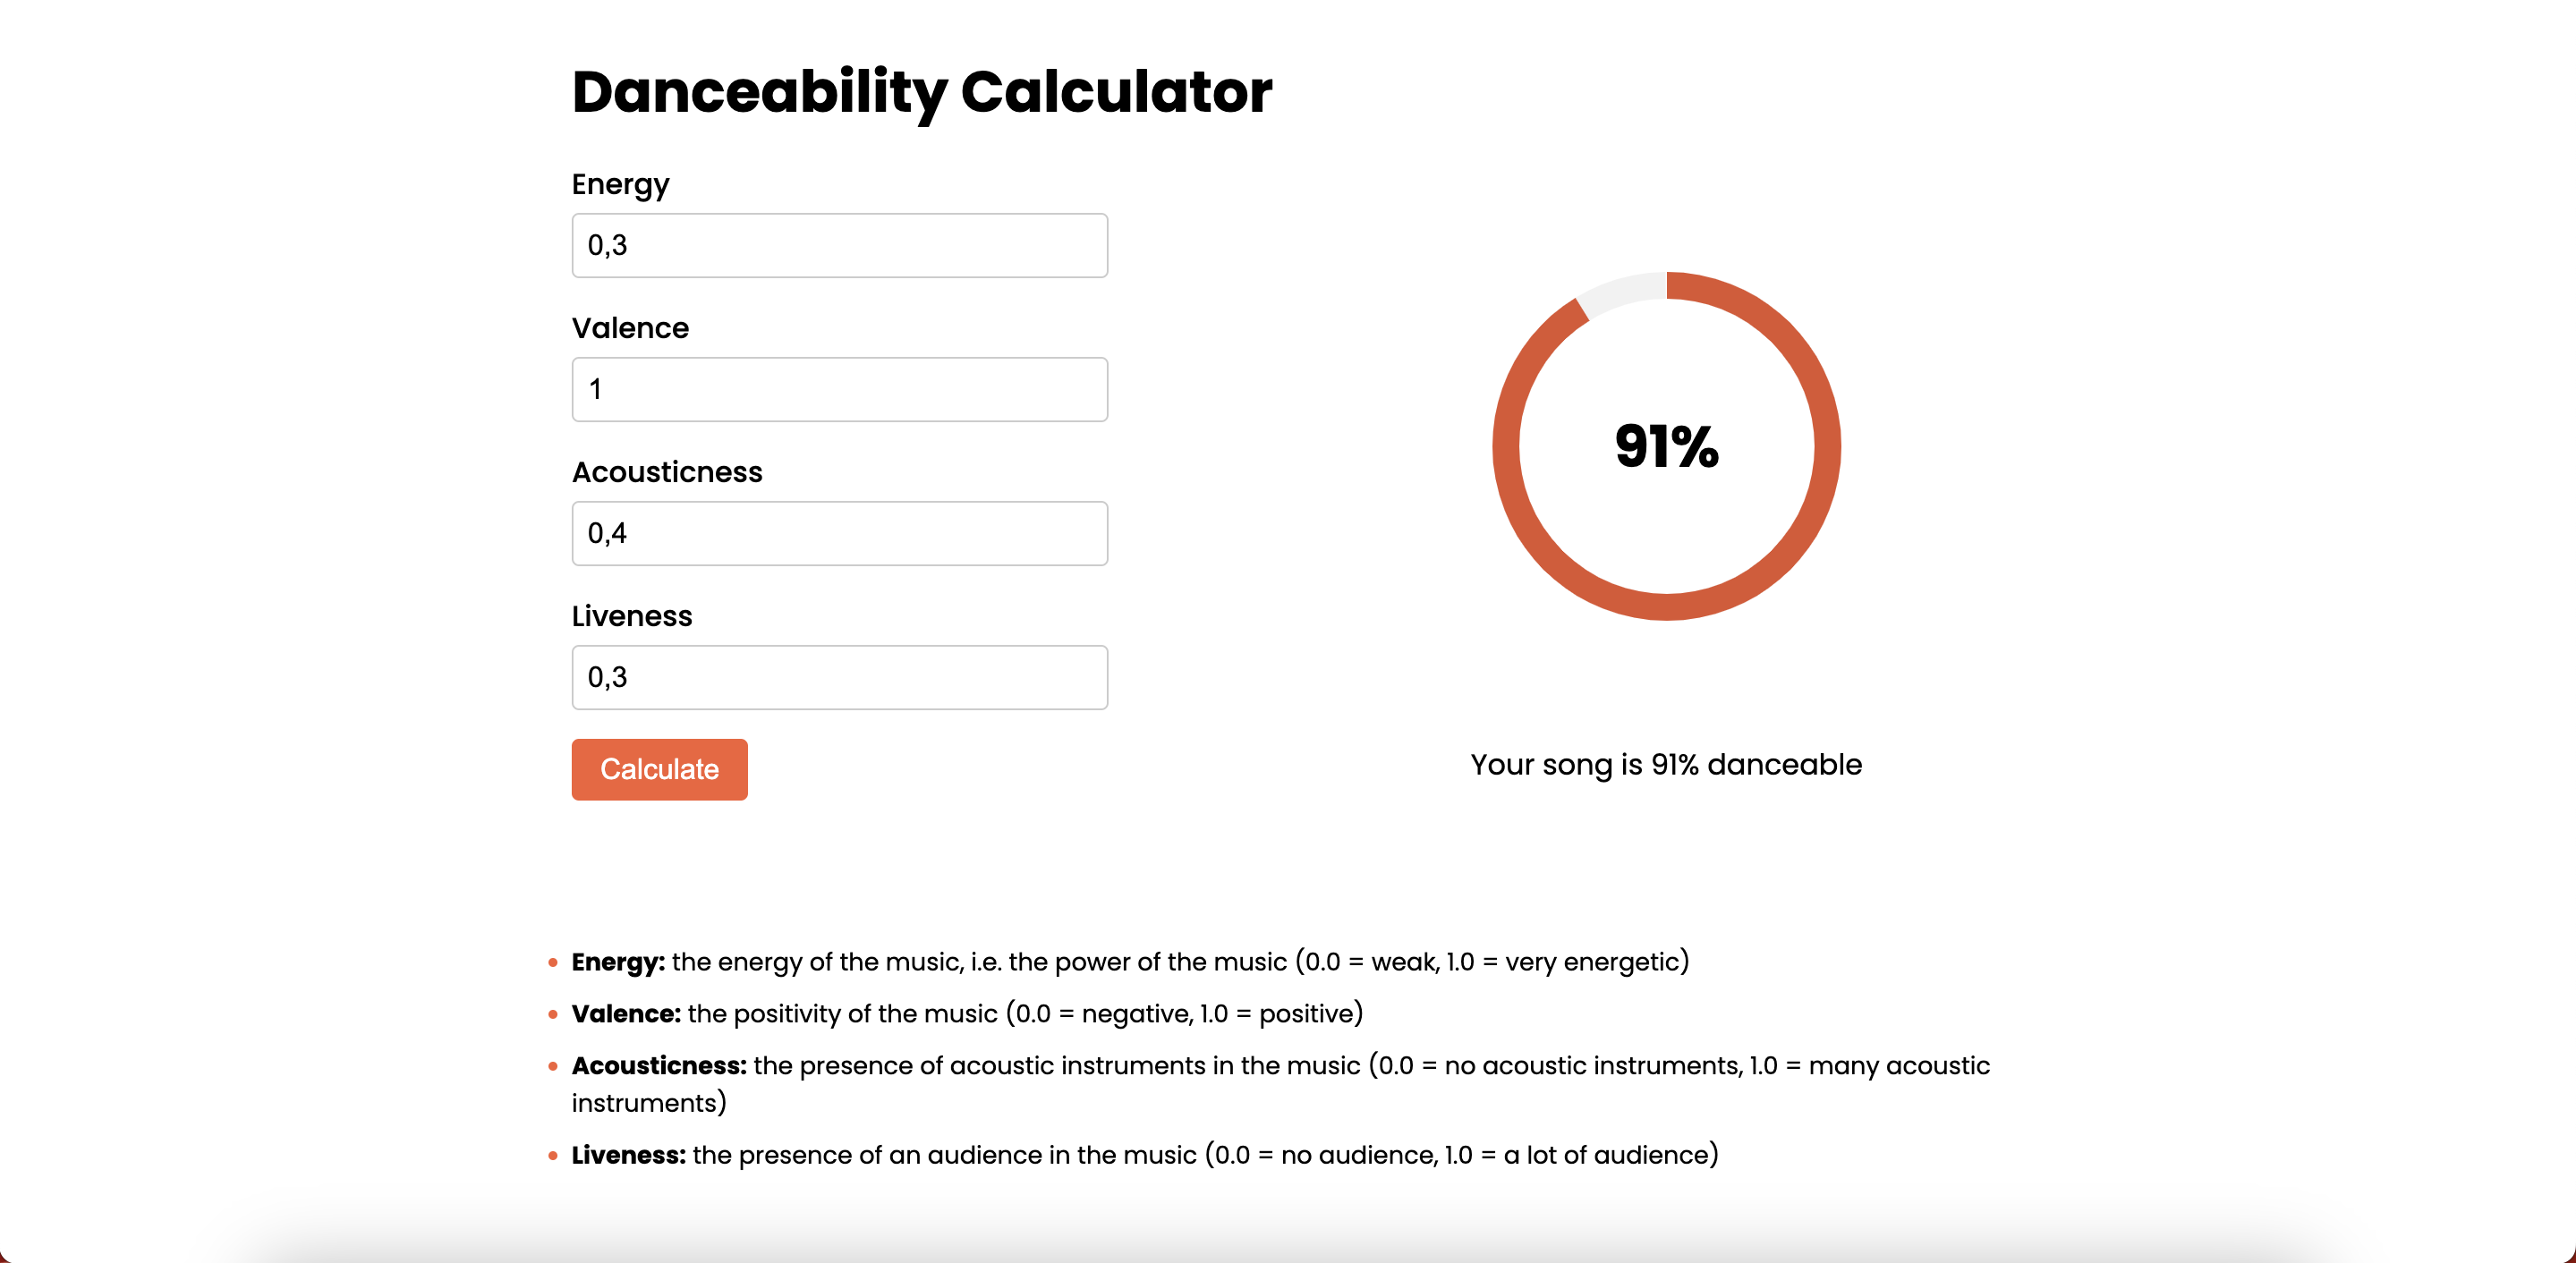 Danceability Calculator
Energy
0,3
Valence
1
Acousticness
0,4
Liveness
0,3
Calculate
91%
Your song is 91% danceable
Energy: the energy of the music, i.e. the power of the music (0.0 = weak, 1.0 = very energetic)
Valence: the positivity of the music (0.0 = negative, 1.0 = positive)
Acousticness: the presence of acoustic instruments in the music (0.0 = no acoustic instruments, 1.0 = many acoustic
instruments)
Liveness: the presence of an audience in the music (0.0 = no audience, 1.0 = a lot of audience)